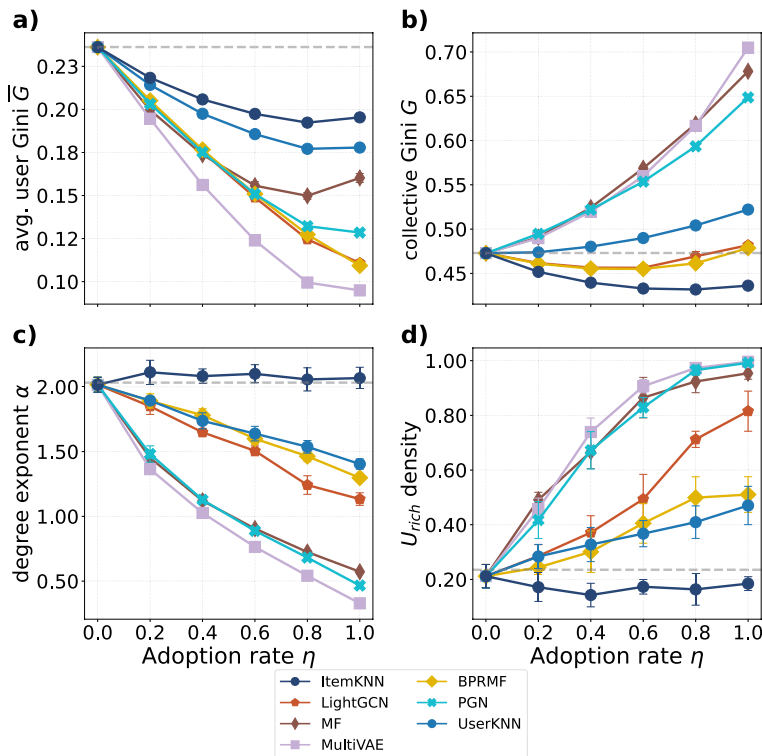 a)
avg. user Gini G̅
0.23
0.20
0.18
0.15
0.12
0.10
b)
collective Gini G
0.70
0.65
0.60
0.55
0.50
0.45
c)
degree exponent α
2.00
1.50
1.00
0.50
0.0 0.2 0.4 0.6 0.8 1.0
Adoption rate η
d)
U_rich density
1.00
0.80
0.60
0.40
0.20
0.0 0.2 0.4 0.6 0.8 1.0
Adoption rate η
ItemKNN
LightGCN
MF
MultiVAE
BPRMF
PGN
UserKNN